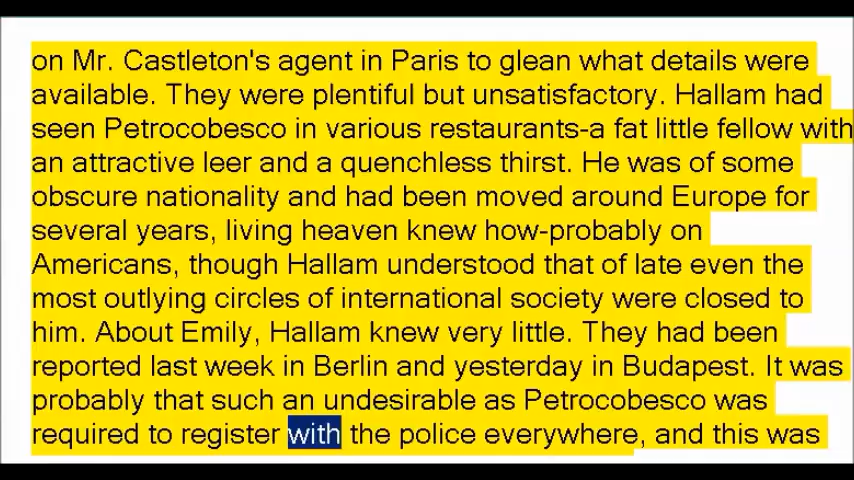 on Mr. Castleton's agent in Paris to glean what details were
available. They were plentiful but unsatisfactory. Hallam had
seen Petrocobesco in various restaurants-a fat little fellow with
an attractive leer and a quenchless thirst. He was of some
obscure nationality and had been moved around Europe for
several years, living heaven knew how-probably on
Americans, though Hallam understood that of late even the
most outlying circles of international society were closed to
him. About Emily, Hallam knew very little. They had been
reported last week in Berlin and yesterday in Budapest. It was
probably that such an undesirable as Petrocobesco was
required to register with the police everywhere, and this was